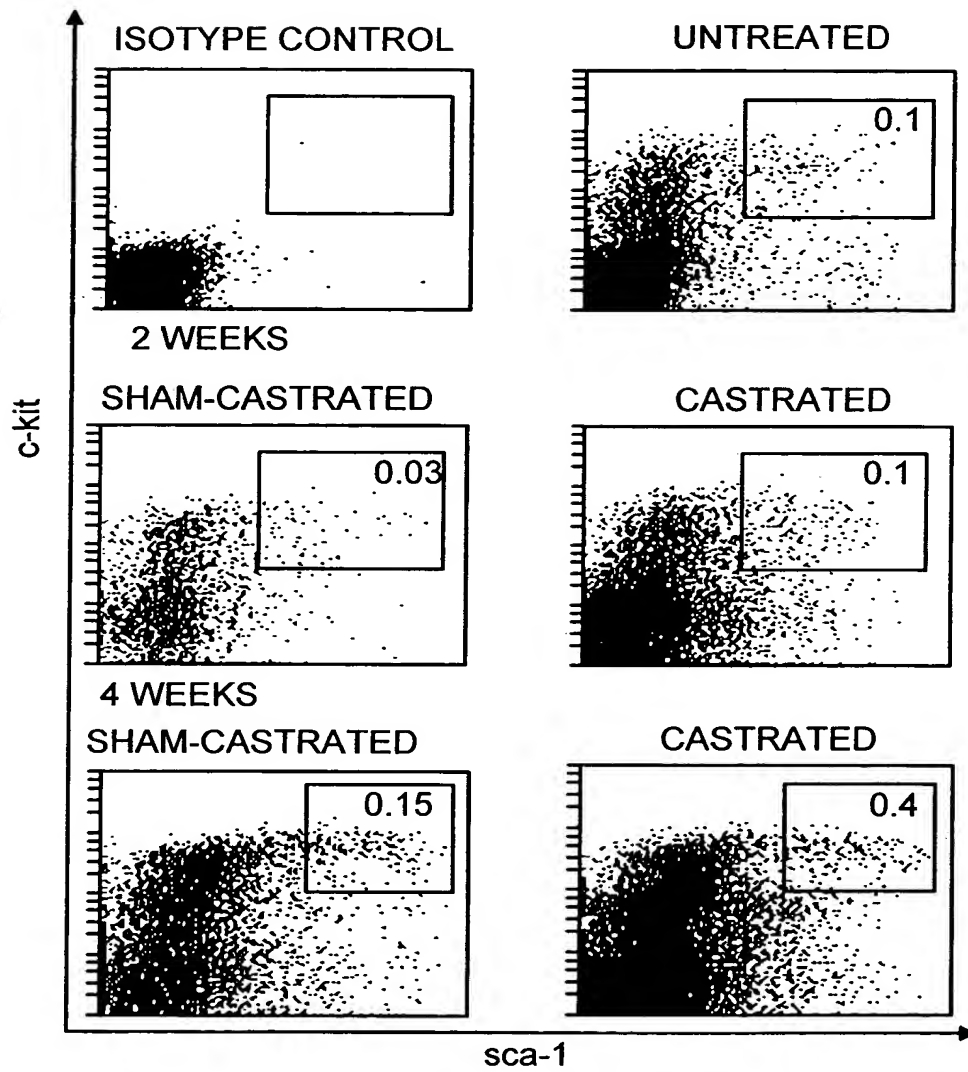 ISOTYPE CONTROL
UNTREATED
0.1
2 WEEKS
SHAM-CASTRATED
CASTRATED
0.03
0.1
4 WEEKS
SHAM-CASTRATED
CASTRATED
0.15
0.4
c-kit
sca-1